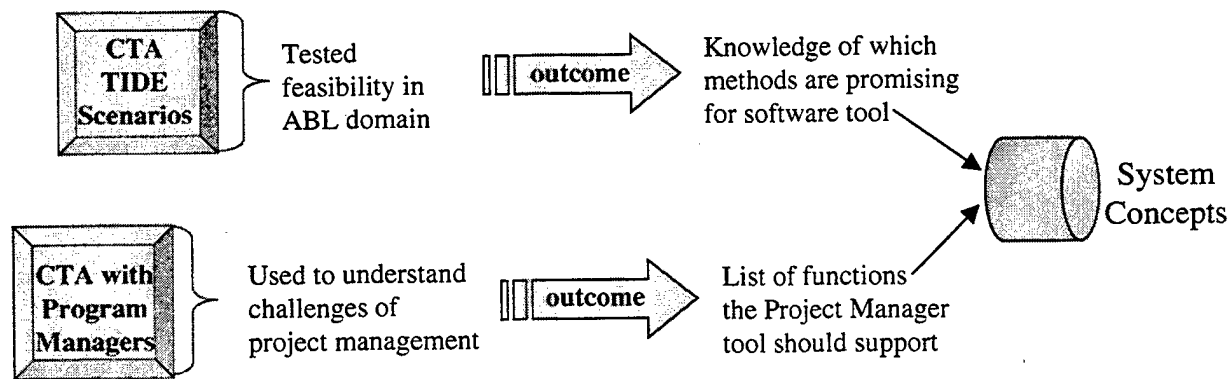 CTA
TIDE
Scenarios
Tested
feasibility in
ABL domain
outcome
Knowledge of which
methods are promising
for software tool
System
Concepts
CTA with
Program
Managers
Used to understand
challenges of
project management
outcome
List of functions
the Project Manager
tool should support